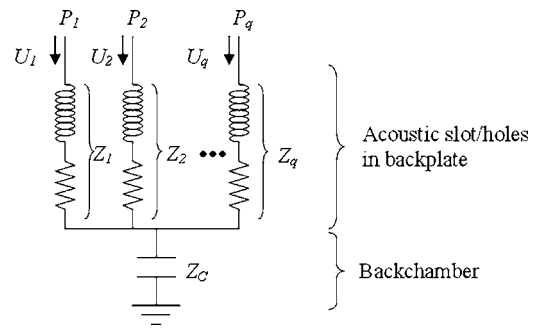 P1 P2 Pq
U1 U2 Uq
Z1 Z2 ••• Zq
Acoustic slot/holes
in backplate
ZC
Backchamber